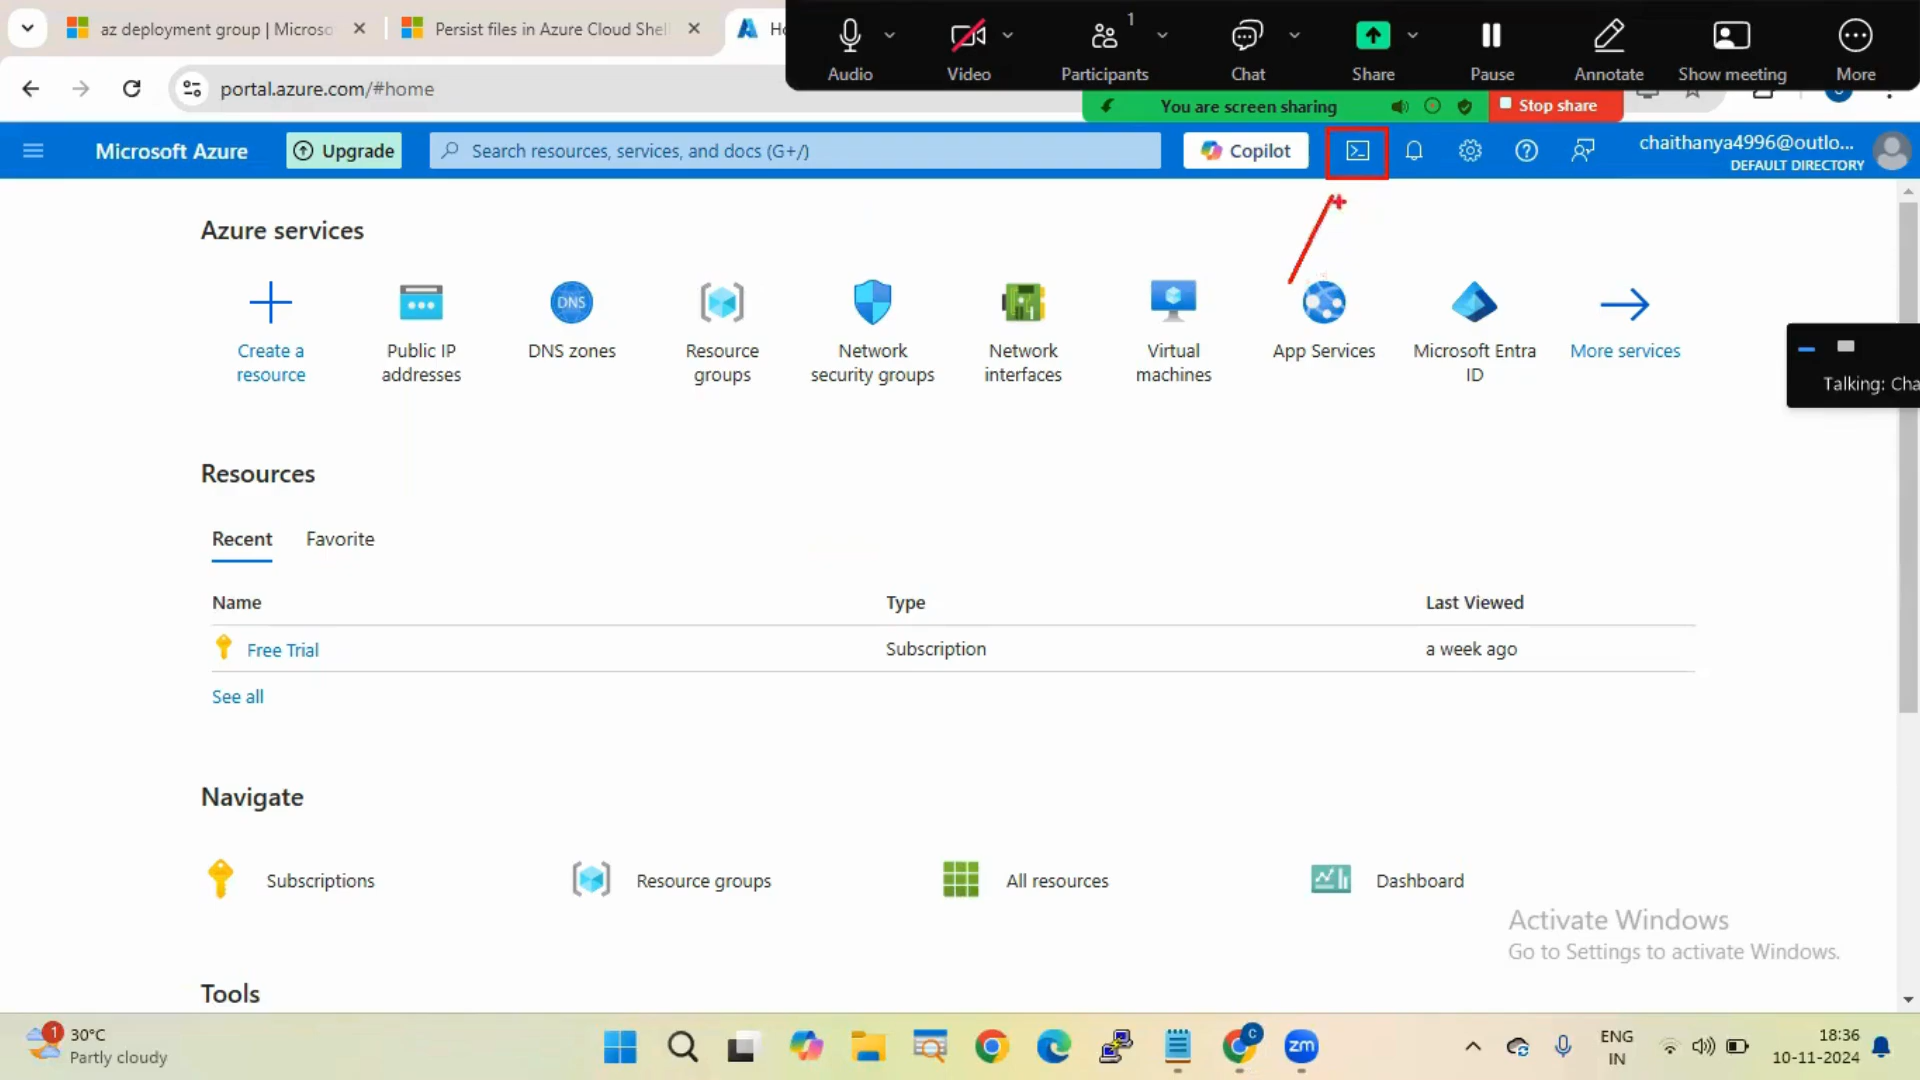 az deployment group | Microso
Persist files in Azure Cloud Shel
1
Audio
Video
Participants
Chat
Share
Pause
Annotate
Show meeting
More
portal.azure.com/#home
You are screen sharing
Stop share
Microsoft Azure
Upgrade
Search resources, services, and docs (G+/)
Copilot
chaithanya4996@outlo...
DEFAULT DIRECTORY
Azure services
Create a resource
Public IP addresses
DNS
DNS zones
Resource groups
Network security groups
Network interfaces
Virtual machines
App Services
Microsoft Entra ID
More services
Talking: Cha
Resources
Recent
Favorite
Name
Type
Last Viewed
Free Trial
Subscription
a week ago
See all
Navigate
Subscriptions
Resource groups
All resources
Dashboard
Activate Windows
Go to Settings to activate Windows.
Tools
1
30°C
Partly cloudy
C
zm
ENG
IN
18:36
10-11-2024